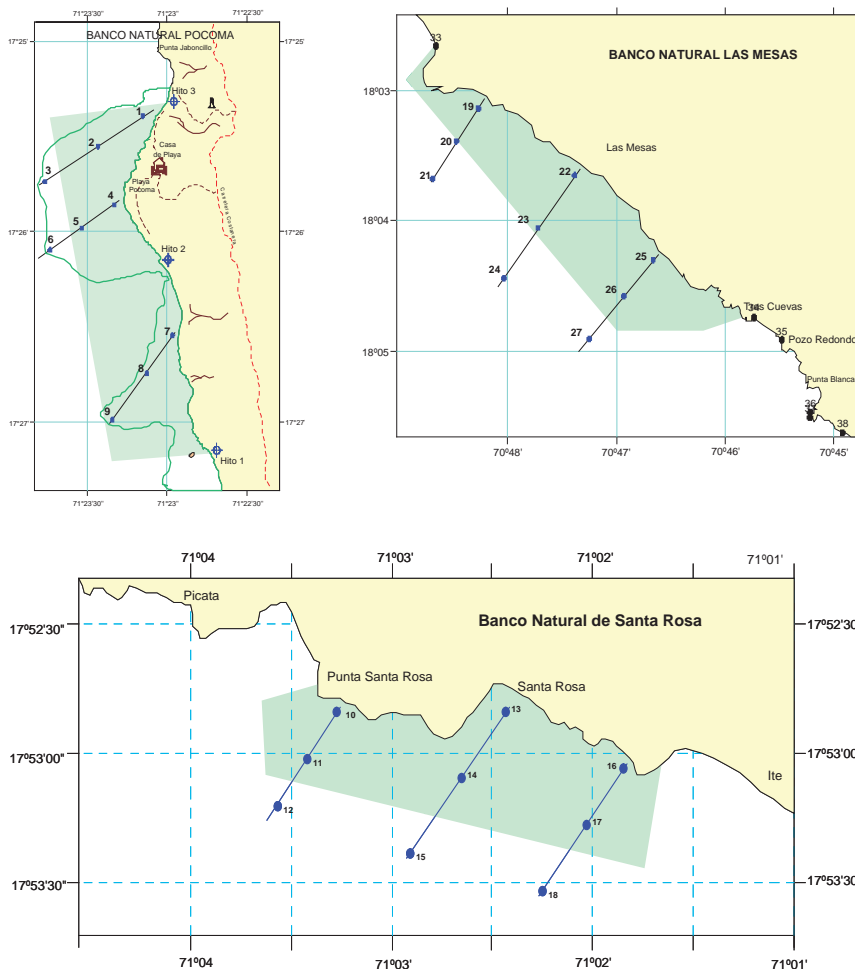 71°23'30"
71°23'
71°22'30"
17°25'
17°25'
BANCO NATURAL POCOMA
Punta Jaboncillo
Hito 3
1
2
3
Casa
de Playa
Playa
Pocoma
4
5
6
Carretera Costanera
17°26'
17°26'
Hito 2
7
8
9
17°27'
17°27'
Hito 1
71°23'30"
71°23'
71°22'30"
33
BANCO NATURAL LAS MESAS
18º03'
19
20
21
Las Mesas
22
23
24
18º04'
25
26
27
Tres Cuevas
34
35
Pozo Redondo
18º05'
Punta Blanca
36
38
70º48'
70º47'
70º46'
70º45'
71º04
71º03'
71º02'
71º01'
Picata
Banco Natural de Santa Rosa
17º52'30"
17º52'30"
Punta Santa Rosa
Santa Rosa
10
11
12
13
14
15
16
17
18
Ite
17º53'00"
17º53'00"
17º53'30"
17º53'30"
71º04
71º03'
71º02'
71º01'